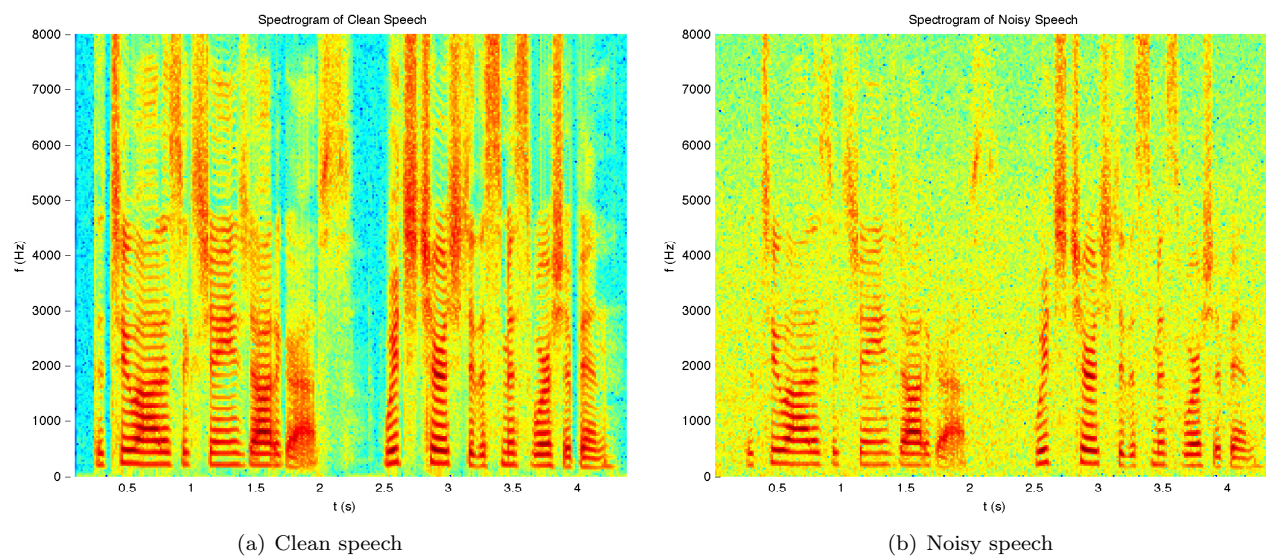 Spectrogram of Clean Speech
8000
7000
6000
5000
4000
3000
2000
1000
0
f (Hz)
0.5 1 1.5 2 2.5 3 3.5 4
t (s)
(a) Clean speech
Spectrogram of Noisy Speech
8000
7000
6000
5000
4000
3000
2000
1000
0
f (Hz)
0.5 1 1.5 2 2.5 3 3.5 4
t (s)
(b) Noisy speech